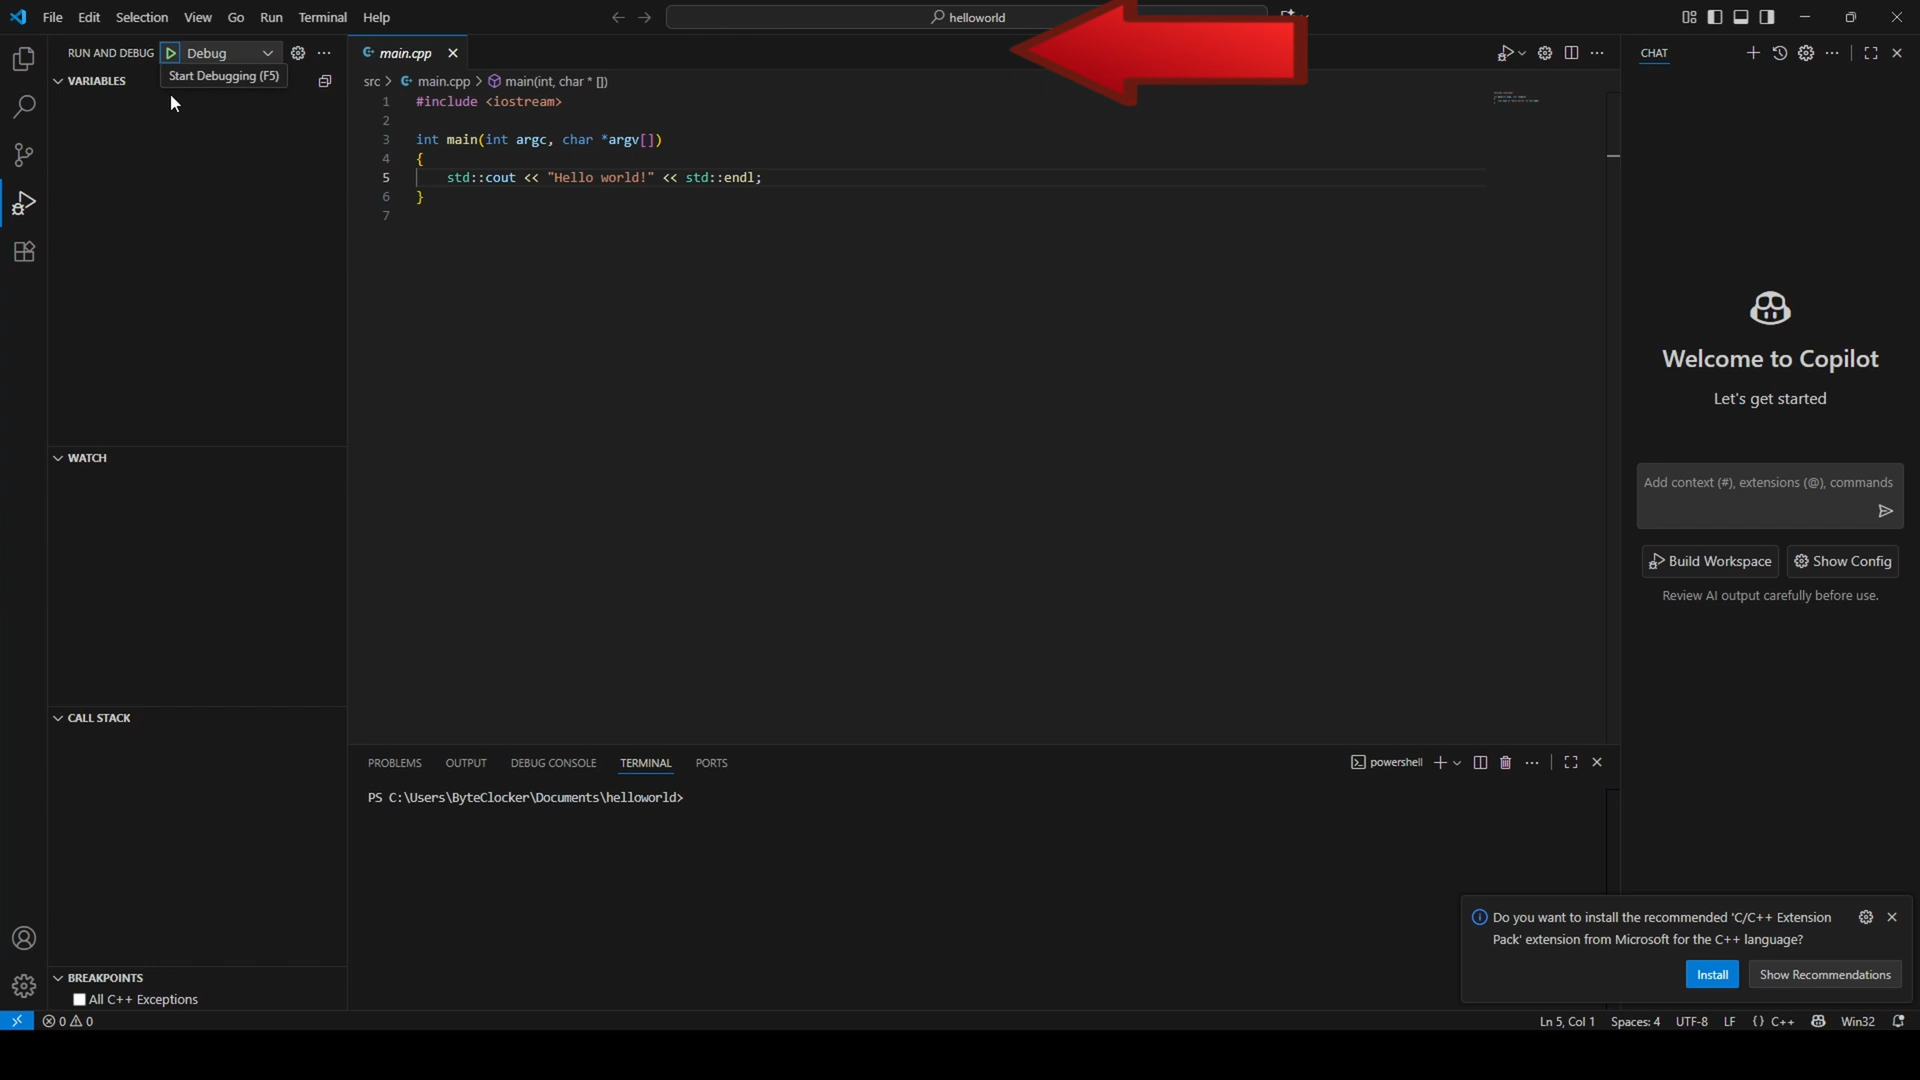 File Edit Selection View Go Run Terminal Help
helloworld
RUN AND DEBUG Debug
Start Debugging (F5)
VARIABLES
WATCH
CALL STACK
BREAKPOINTS
All C++ Exceptions
main.cpp
src > main.cpp > main(int, char * [])
1 #include <iostream>
2
3 int main(int argc, char *argv[])
4 {
5 std::cout << "Hello world!" << std::endl;
6 }
7
PROBLEMS OUTPUT DEBUG CONSOLE TERMINAL PORTS
powershell
PS C:\Users\ByteClocker\Documents\helloworld>
CHAT
Welcome to Copilot
Let's get started
Add context (#), extensions (@), commands
Build Workspace Show Config
Review AI output carefully before use.
Do you want to install the recommended 'C/C++ Extension
Pack' extension from Microsoft for the C++ language?
Install Show Recommendations
0 0
Ln 5, Col 1 Spaces: 4 UTF-8 LF {} C++ Win32